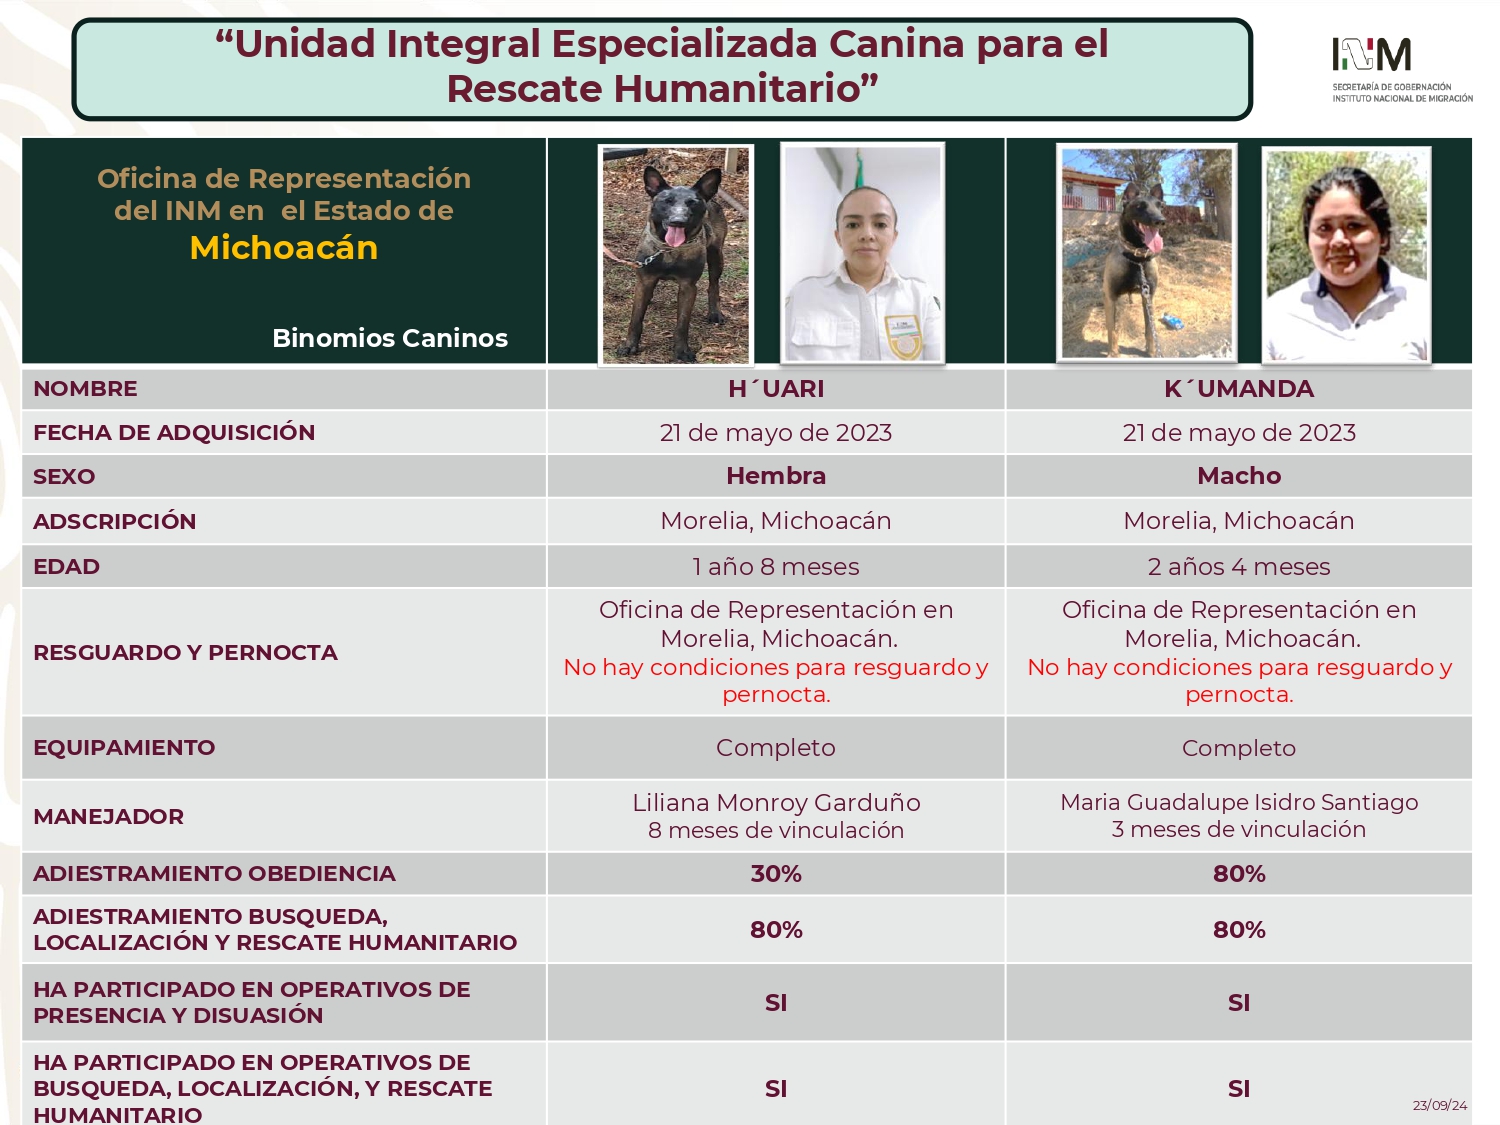 “Unidad Integral Especializada Canina para el
Rescate Humanitario”
INM
SECRETARÍA DE GOBERNACIÓN
INSTITUTO NACIONAL DE MIGRACIÓN
Oficina de Representación
del INM en  el Estado de
Michoacán
Binomios Caninos
NOMBRE
H´UARI
K´UMANDA
FECHA DE ADQUISICIÓN
21 de mayo de 2023
21 de mayo de 2023
SEXO
Hembra
Macho
ADSCRIPCIÓN
Morelia, Michoacán
Morelia, Michoacán
EDAD
1 año 8 meses
2 años 4 meses
RESGUARDO Y PERNOCTA
Oficina de Representación en
Morelia, Michoacán.
No hay condiciones para resguardo y
pernocta.
Oficina de Representación en
Morelia, Michoacán.
No hay condiciones para resguardo y
pernocta.
EQUIPAMIENTO
Completo
Completo
MANEJADOR
Liliana Monroy Garduño
8 meses de vinculación
Maria Guadalupe Isidro Santiago
3 meses de vinculación
ADIESTRAMIENTO OBEDIENCIA
30%
80%
ADIESTRAMIENTO BUSQUEDA,
LOCALIZACIÓN Y RESCATE HUMANITARIO
80%
80%
HA PARTICIPADO EN OPERATIVOS DE
PRESENCIA Y DISUASIÓN
SI
SI
HA PARTICIPADO EN OPERATIVOS DE
BUSQUEDA, LOCALIZACIÓN, Y RESCATE
HUMANITARIO
SI
SI
23/09/24